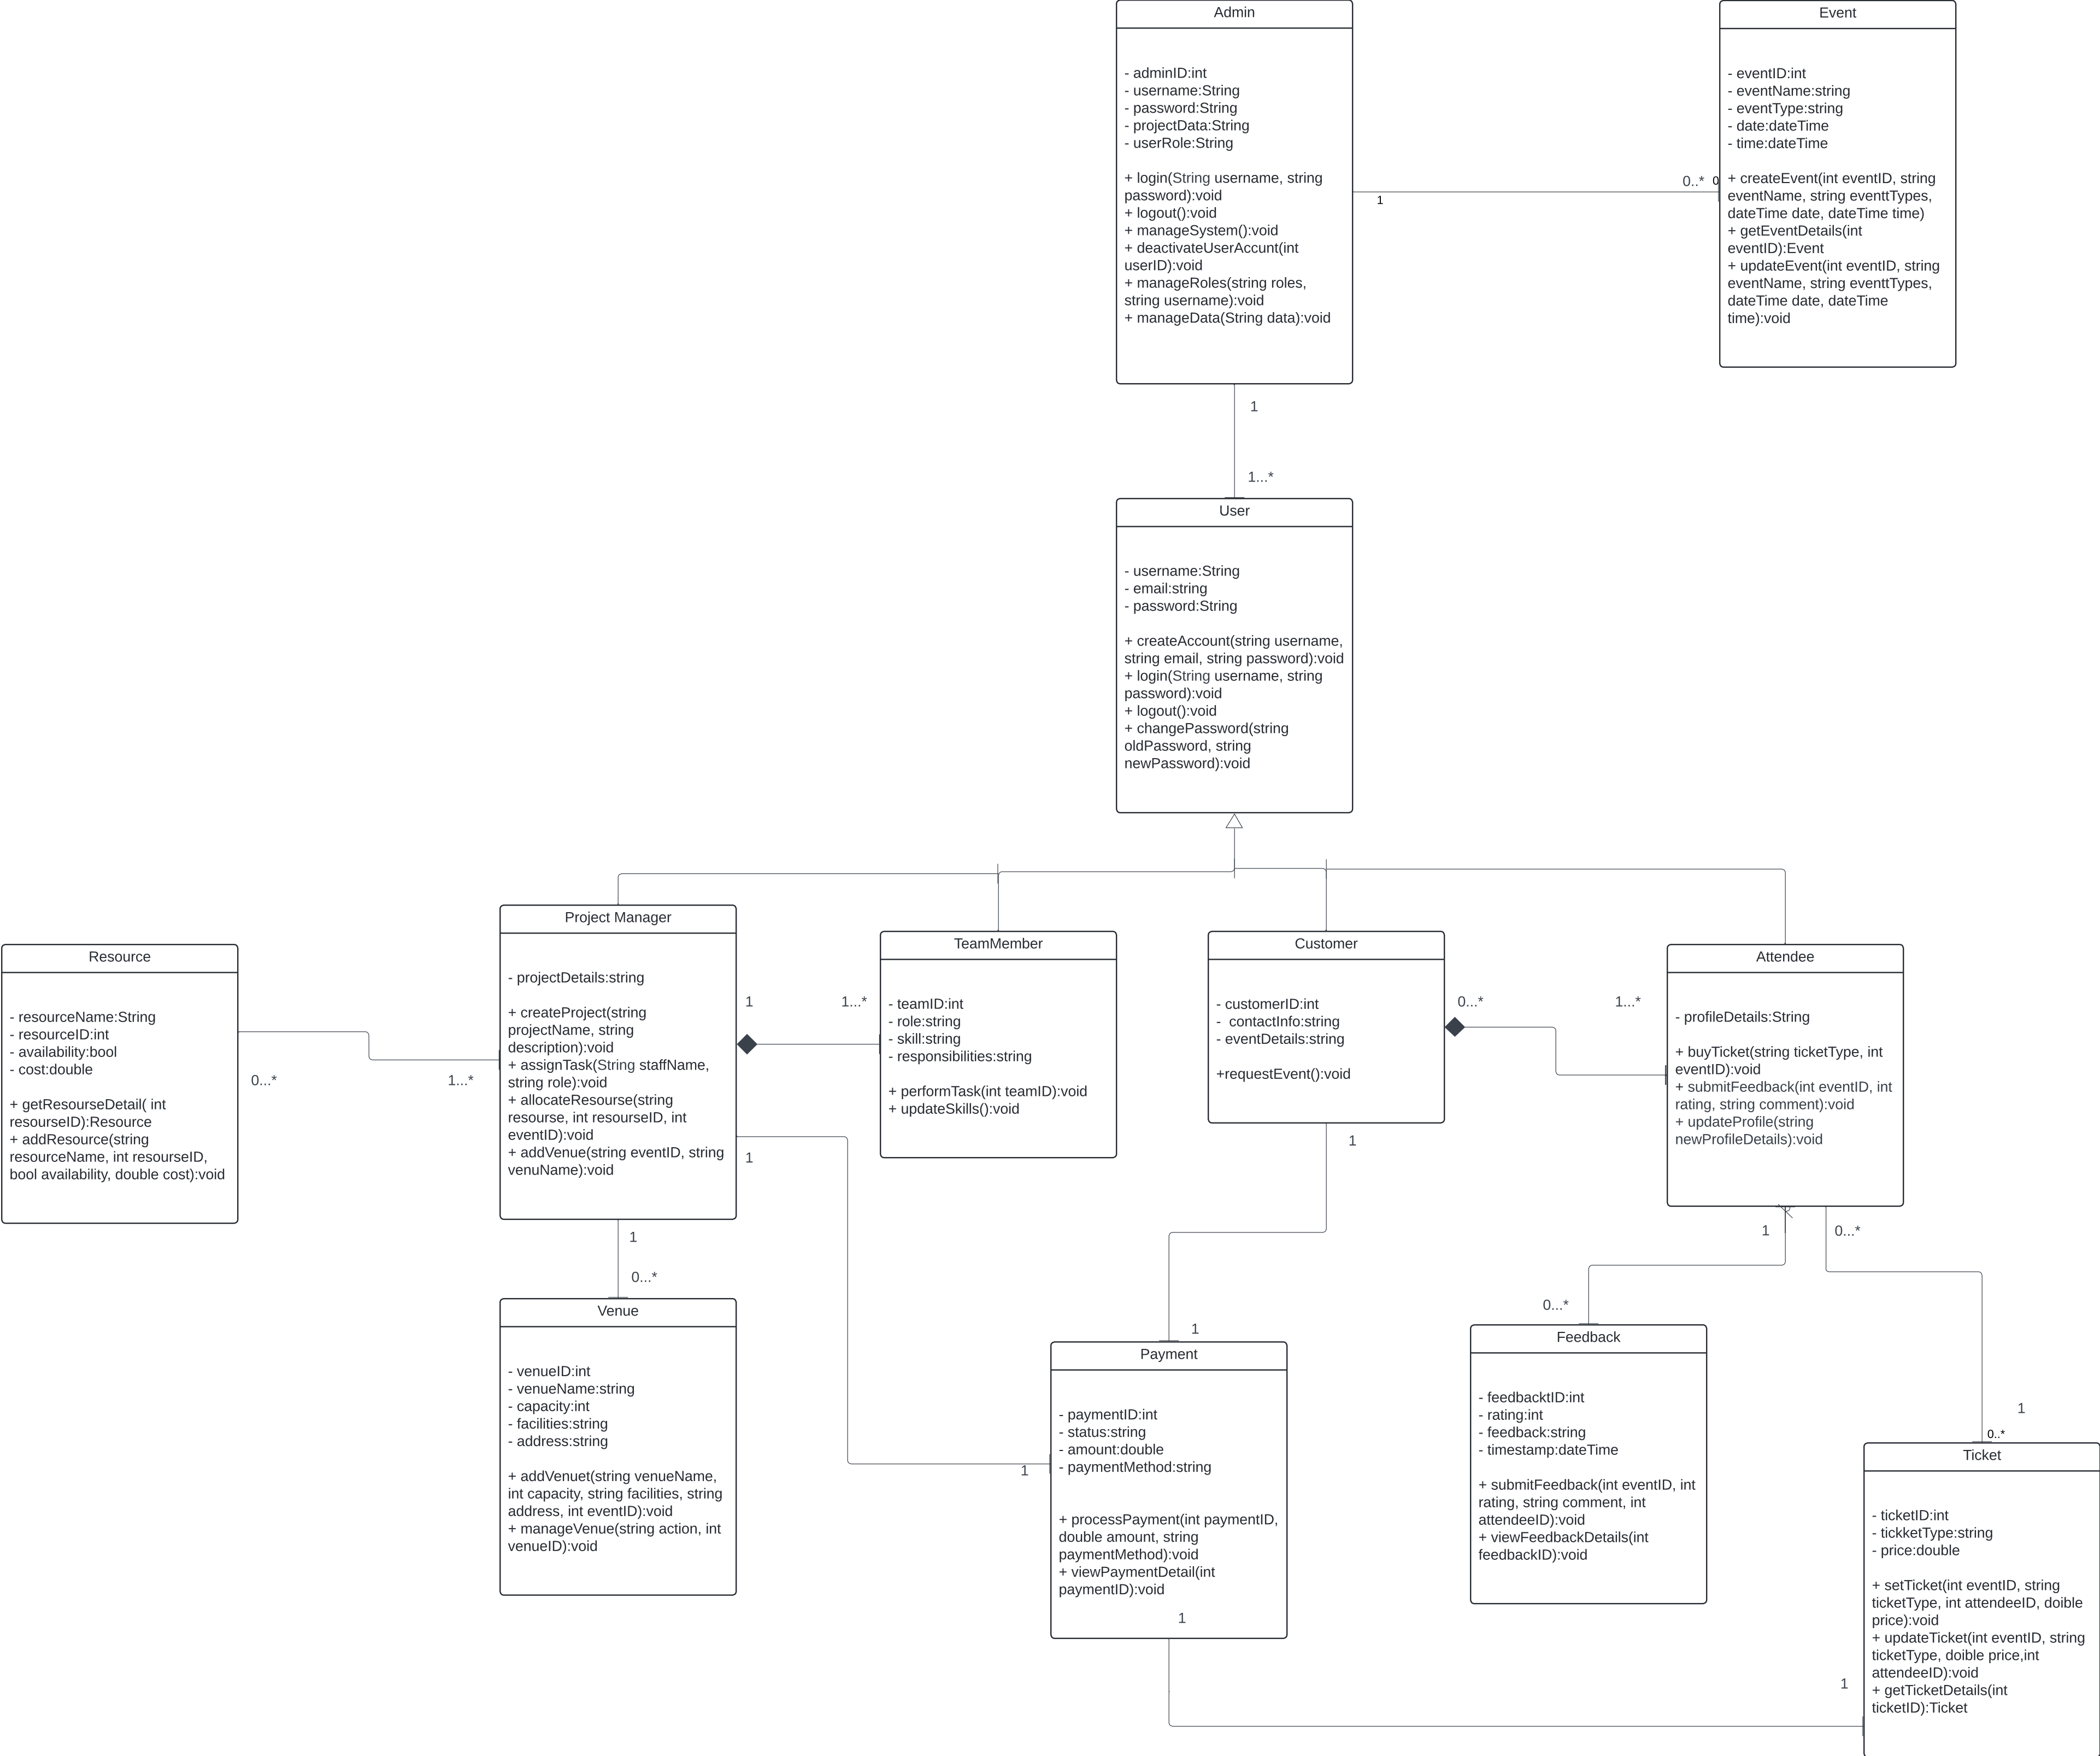 Admin
- adminID:int
- username:String
- password:String
- projectData:String
- userRole:String
+ login(String username, string
password):void
+ logout():void
+ manageSystem():void
+ deactivateUserAccunt(int
userID):void
+ manageRoles(string roles,
string username):void
+ manageData(String data):void
1
0..*
0
Event
- eventID:int
- eventName:string
- eventType:string
- date:dateTime
- time:dateTime
+ createEvent(int eventID, string
eventName, string eventtTypes,
dateTime date, dateTime time)
+ getEventDetails(int
eventID):Event
+ updateEvent(int eventID, string
eventName, string eventtTypes,
dateTime date, dateTime
time):void
1
1...*
User
- username:String
- email:string
- password:String
+ createAccount(string username,
string email, string password):void
+ login(String username, string
password):void
+ logout():void
+ changePassword(string
oldPassword, string
newPassword):void
Resource
- resourceName:String
- resourceID:int
- availability:bool
- cost:double
+ getResourseDetail( int
resourseID):Resource
+ addResource(string
resourceName, int resourseID,
bool availability, double cost):void
0...*
1...*
Project Manager
- projectDetails:string
+ createProject(string
projectName, string
description):void
+ assignTask(String staffName,
string role):void
+ allocateResourse(string
resourse, int resourseID, int
eventID):void
+ addVenue(string eventID, string
venuName):void
1
1...*
1
TeamMember
- teamID:int
- role:string
- skill:string
- responsibilities:string
+ performTask(int teamID):void
+ updateSkills():void
Customer
- customerID:int
-  contactInfo:string
- eventDetails:string
+requestEvent():void
0...*
1...*
1
Attendee
- profileDetails:String
+ buyTicket(string ticketType, int
eventID):void
+ submitFeedback(int eventID, int
rating, string comment):void
+ updateProfile(string
newProfileDetails):void
1
0...*
1
0...*
Venue
- venueID:int
- venueName:string
- capacity:int
- facilities:string
- address:string
+ addVenuet(string venueName,
int capacity, string facilities, string
address, int eventID):void
+ manageVenue(string action, int
venueID):void
1
1
Payment
- paymentID:int
- status:string
- amount:double
- paymentMethod:string
+ processPayment(int paymentID,
double amount, string
paymentMethod):void
+ viewPaymentDetail(int
paymentID):void
1
0...*
Feedback
- feedbacktID:int
- rating:int
- feedback:string
- timestamp:dateTime
+ submitFeedback(int eventID, int
rating, string comment, int
attendeeID):void
+ viewFeedbackDetails(int
feedbackID):void
1
0..*
Ticket
- ticketID:int
- tickketType:string
- price:double
+ setTicket(int eventID, string
ticketType, int attendeeID, doible
price):void
+ updateTicket(int eventID, string
ticketType, doible price,int
attendeeID):void
+ getTicketDetails(int
ticketID):Ticket
1